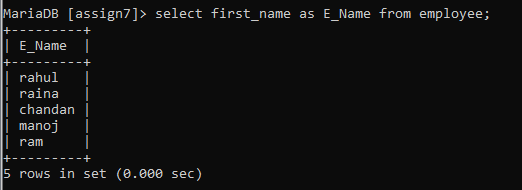 MariaDB [assign7]> select first_name as E_Name from employee;
+---------+
| E_Name  |
+---------+
| rahul   |
| raina   |
| chandan |
| manoj   |
| ram     |
+---------+
5 rows in set (0.000 sec)